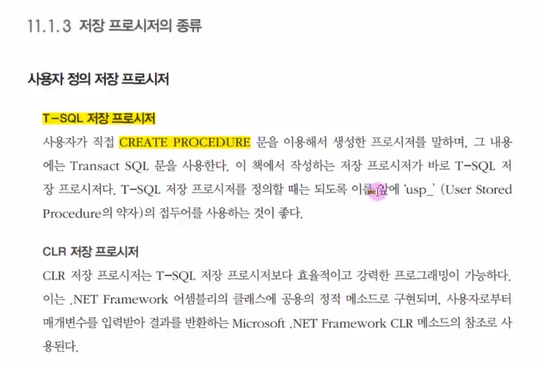 11.1.3 저장 프로시저의 종류
사용자 정의 저장 프로시저
T-SQL 저장 프로시저
사용자가 직접 CREATE PROCEDURE 문을 이용해서 생성한 프로시저를 말하며, 그 내용
에는 Transact SQL 문을 사용한다. 이 책에서 작성하는 저장 프로시저가 바로 T-SQL 저
장 프로시저다. T-SQL 저장 프로시저를 정의할 때는 되도록 이름 앞에 ‘usp_’ (User Stored
Procedure의 약자)의 접두어를 사용하는 것이 좋다.
CLR 저장 프로시저
CLR 저장 프로시저는 T-SQL 저장 프로시저보다 효율적이고 강력한 프로그래밍이 가능하다.
이는 .NET Framework 어셈블리의 클래스에 공용의 정적 메소드로 구현되며, 사용자로부터
매개변수를 입력받아 결과를 반환하는 Microsoft .NET Framework CLR 메소드의 참조로 사
용된다.